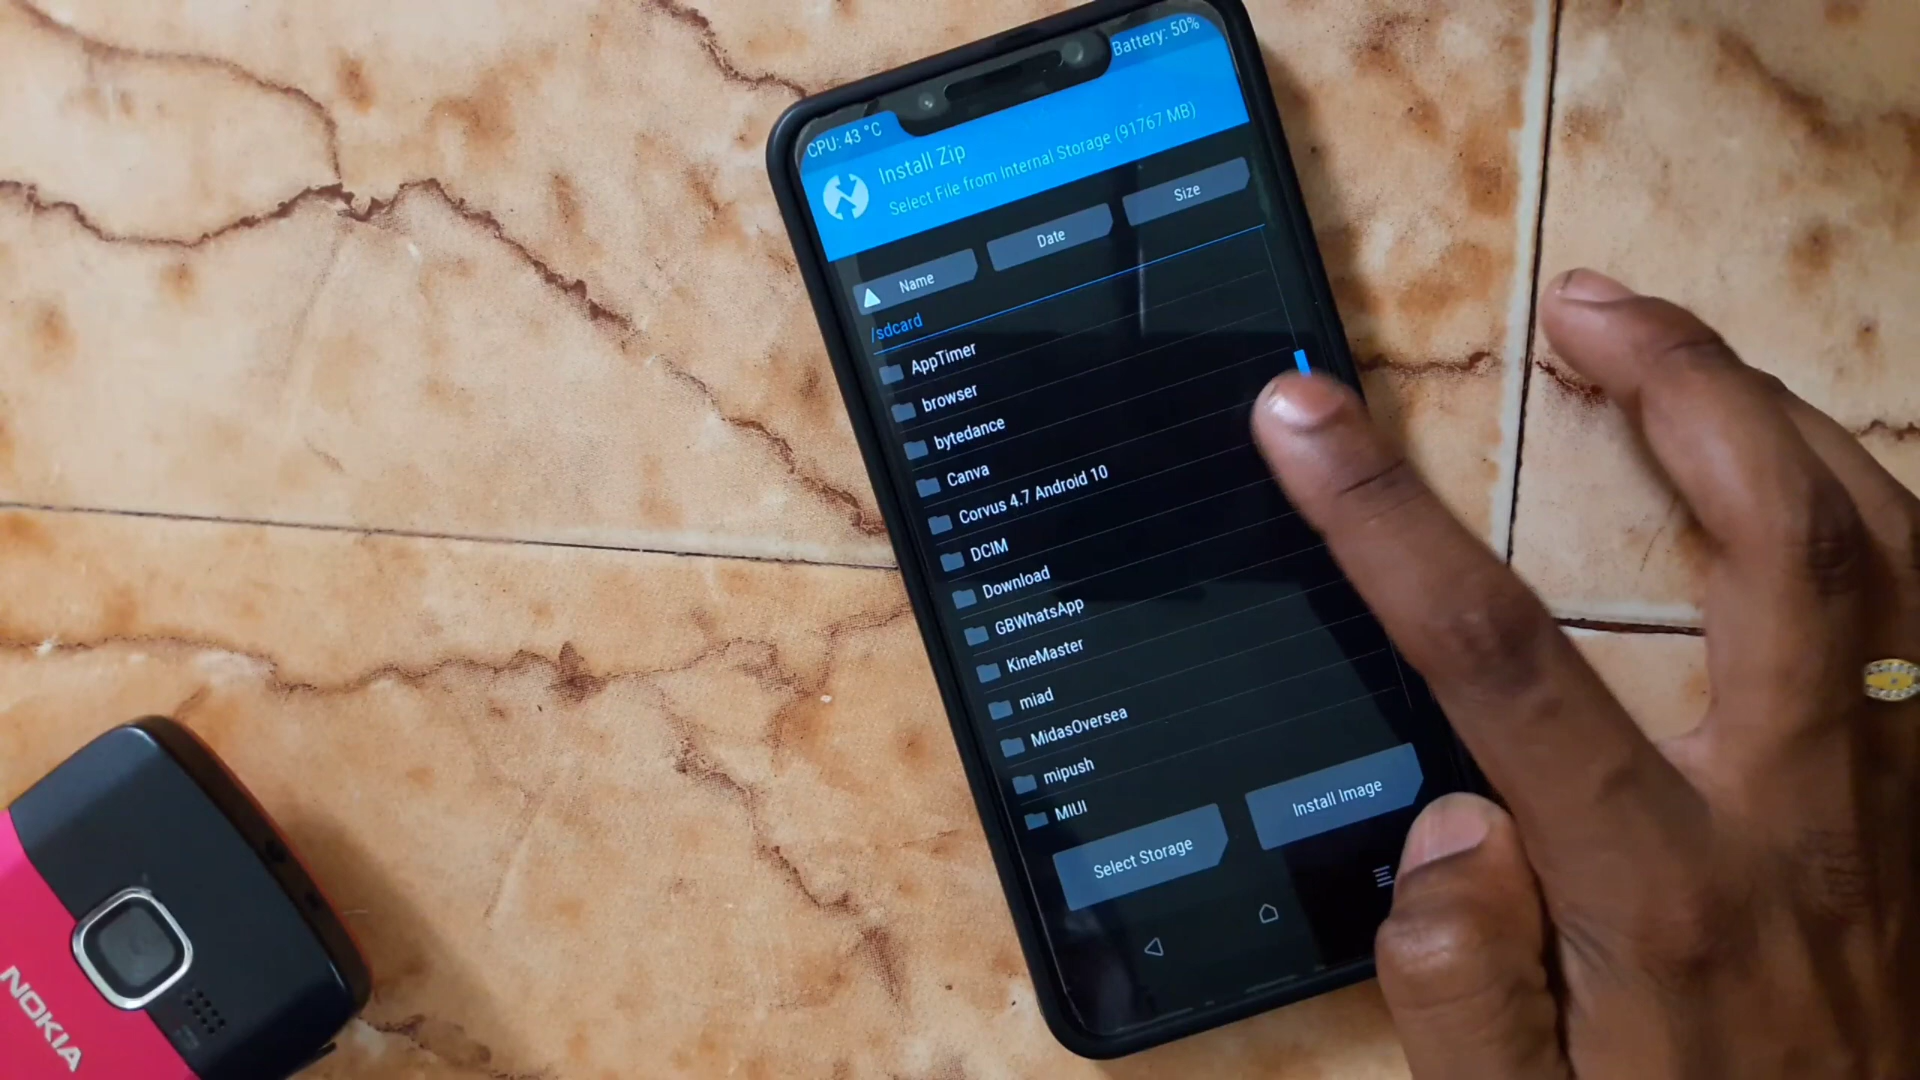 Battery: 50%
CPU: 43 °C
Install Zip
Select File from Internal Storage (91767 MB)
Name
Date
Size
/sdcard
AppTimer
browser
bytedance
Canva
Corvus 4.7 Android 10
DCIM
Download
GBWhatsApp
KineMaster
miad
MidasOversea
mipush
MIUI
Select Storage
Install Image
NOKIA